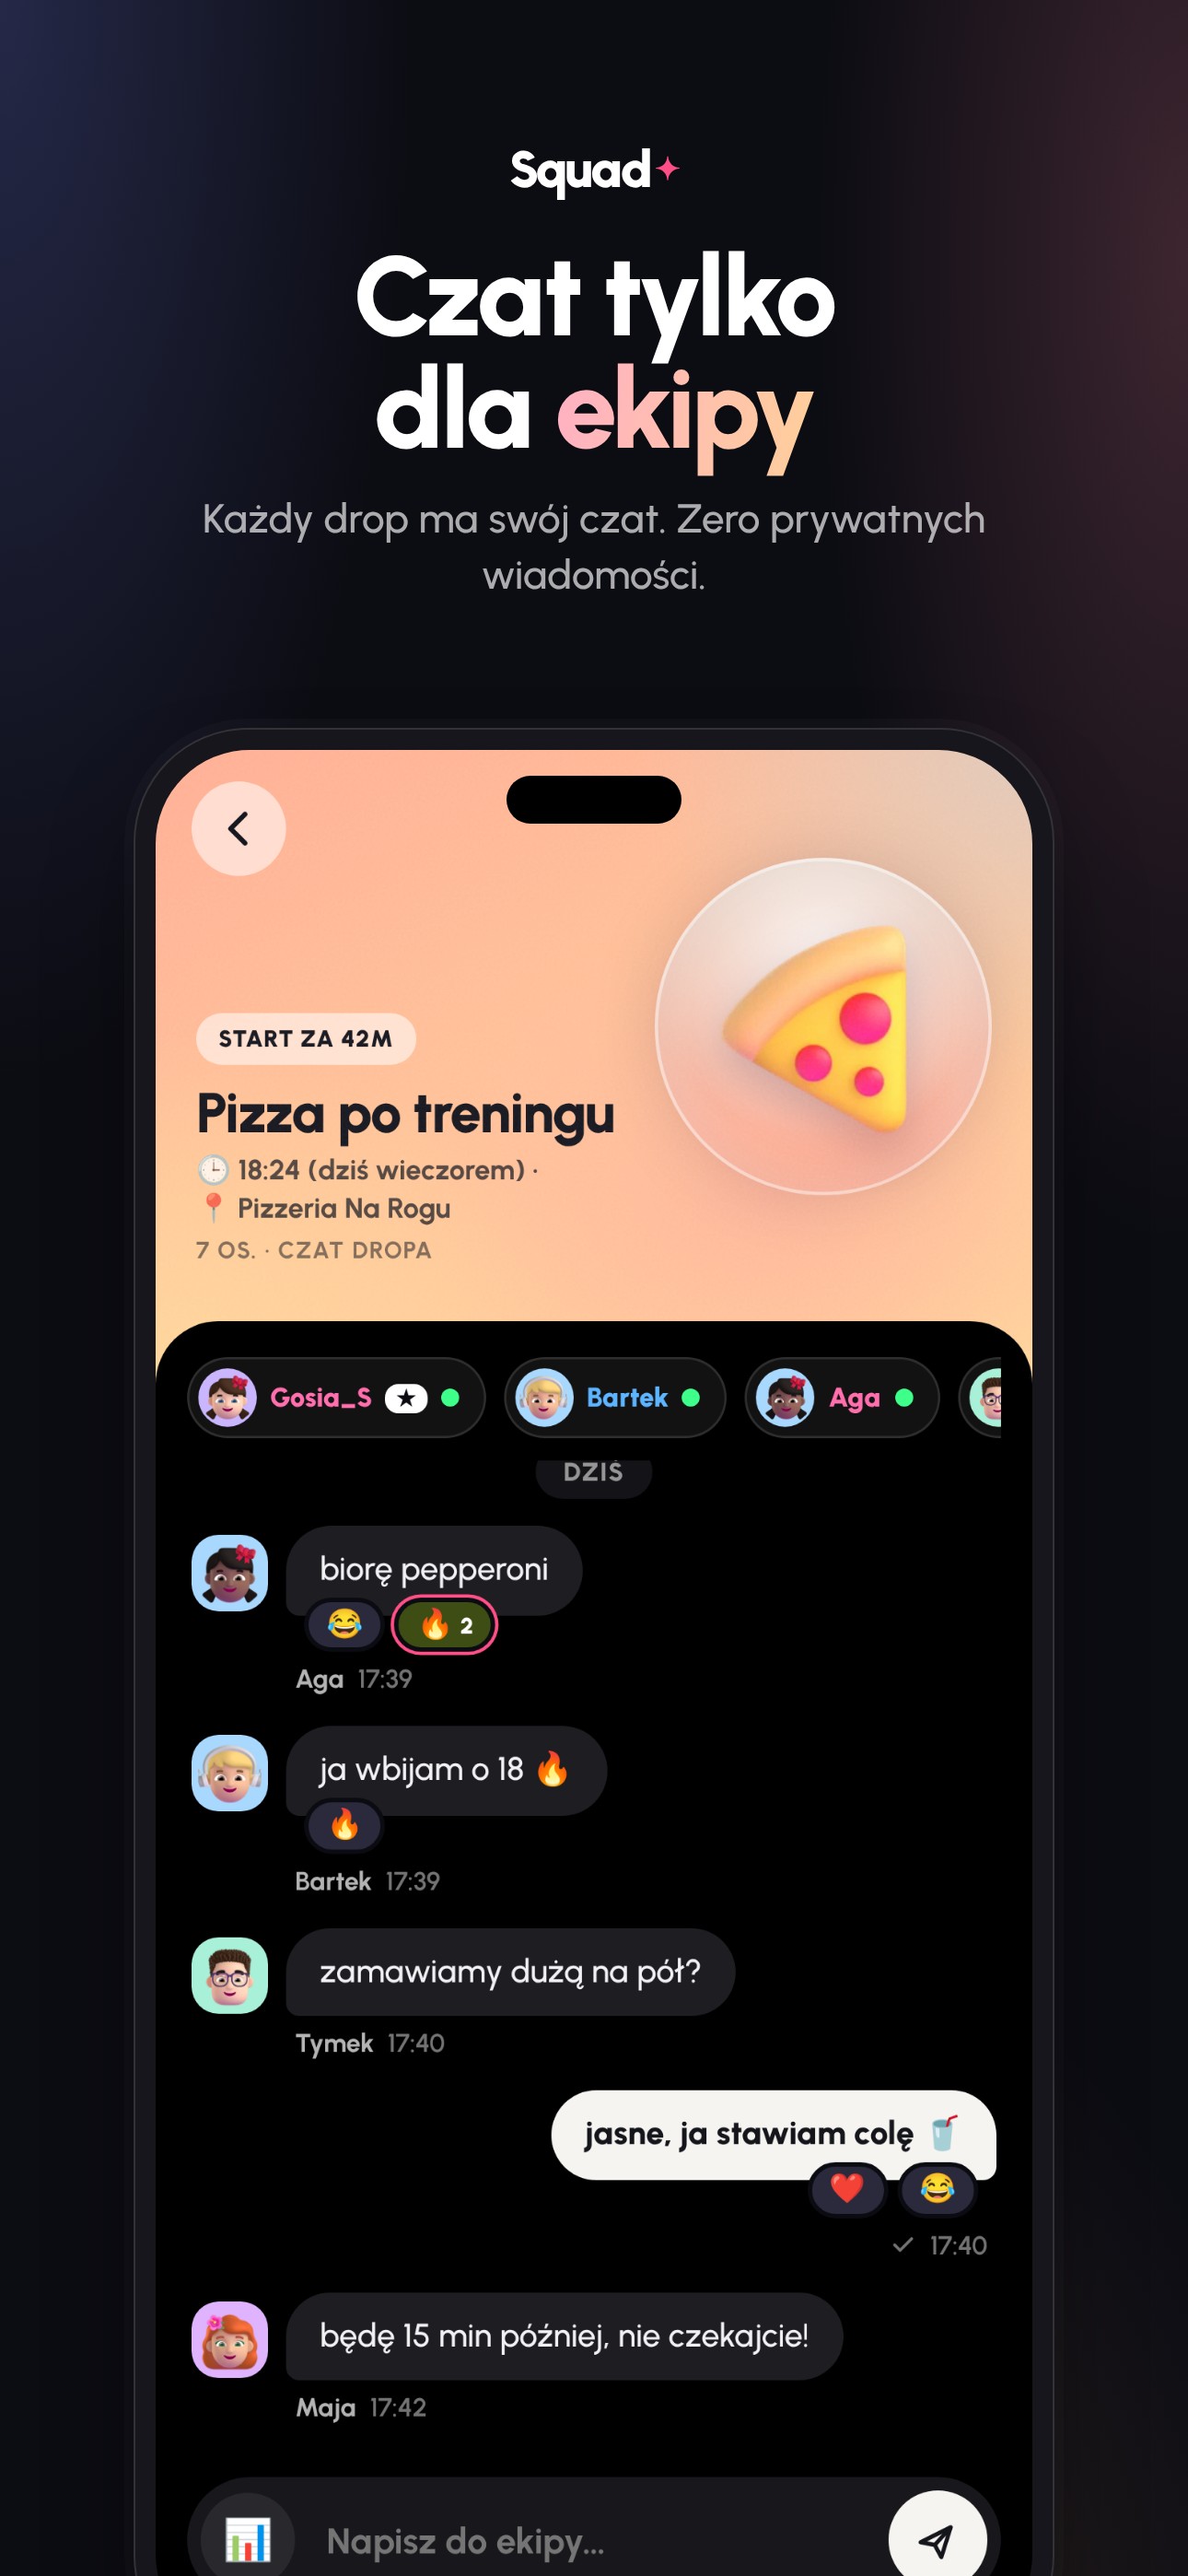 Squad
Czat tylko
dla ekipy
Każdy drop ma swój czat. Zero prywatnych
wiadomości.
START ZA 42M
Pizza po treningu
18:24 (dziś wieczorem) ·
Pizzeria Na Rogu
7 OS. · CZAT DROPA
Gosia_S
Bartek
Aga
DZIŚ
biorę pepperoni
2
Aga 17:39
ja wbijam o 18
Bartek 17:39
zamawiamy dużą na pół?
Tymek 17:40
jasne, ja stawiam colę
17:40
będę 15 min później, nie czekajcie!
Maja 17:42
Napisz do ekipy...